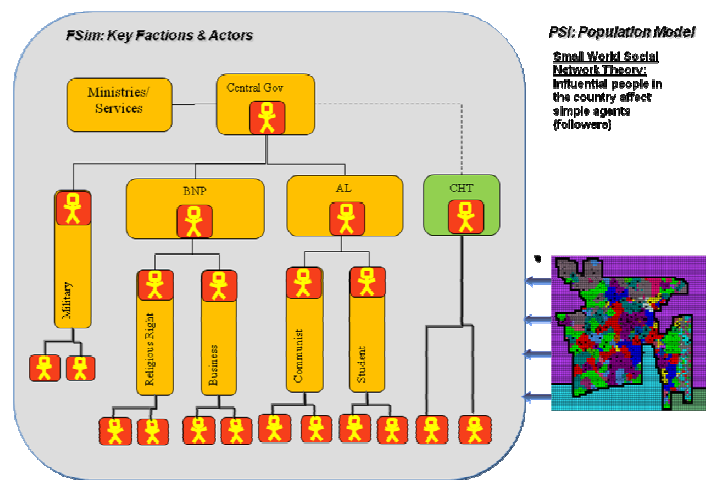 FSim: Key Factions & Actors
PSI: Population Model
Small World Social
Network Theory:
Influential people in
the country affect
simple agents
(followers)
Ministries/
Services
Central Gov
BNP
AL
CHT
Military
Religious Right
Business
Communist
Student